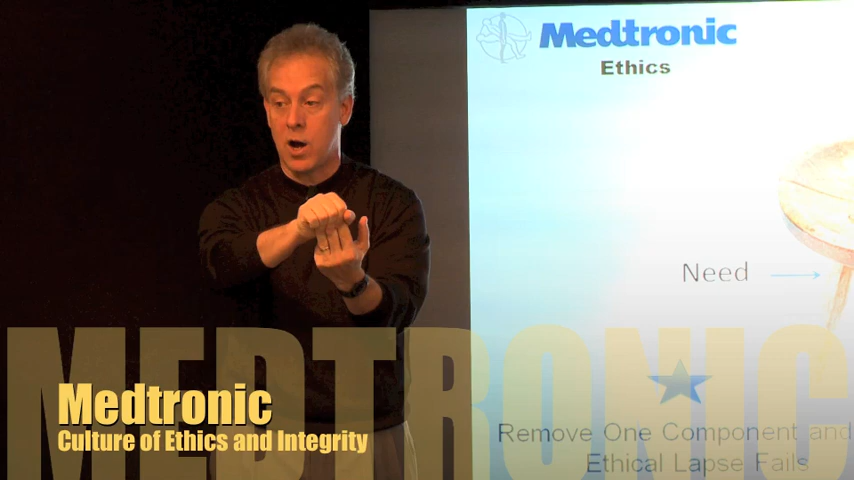 Medtronic
Ethics
Need
Remove One Component and
Ethical Lapse Fails
MEDTRONIC
Medtronic
Culture of Ethics and Integrity